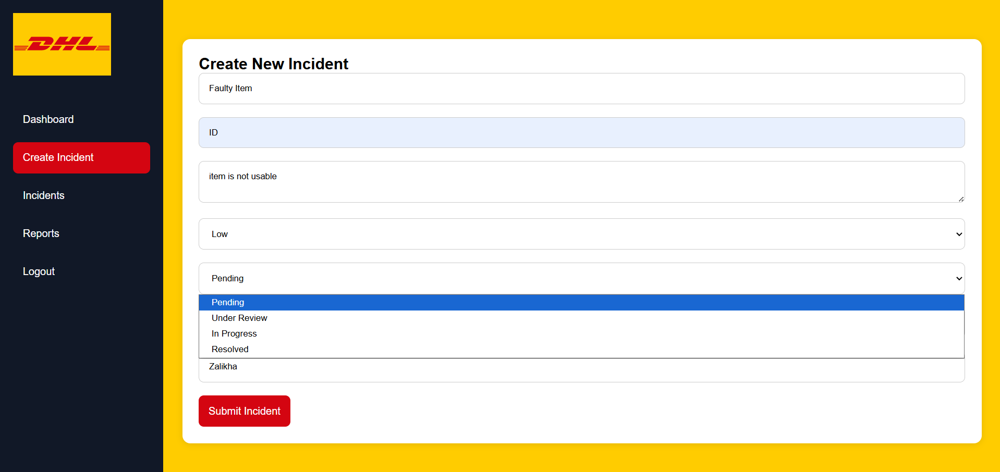 DHL
Dashboard
Create Incident
Incidents
Reports
Logout
Create New Incident
Faulty Item
ID
item is not usable
Low
Pending
Pending
Under Review
In Progress
Resolved
Zalikha
Submit Incident